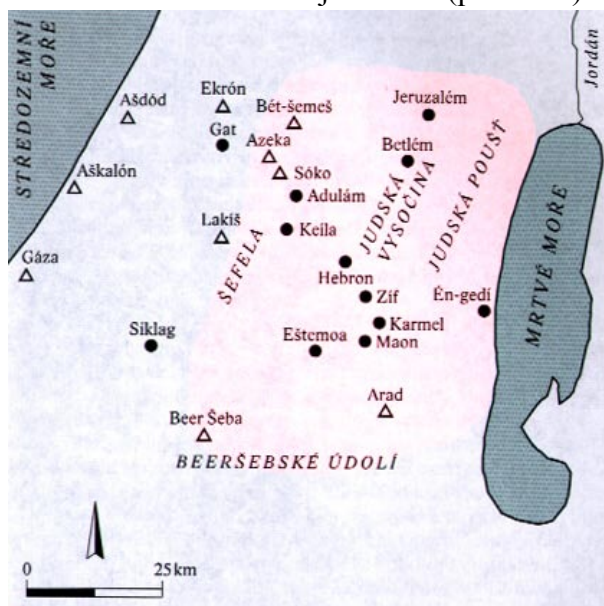 STŘEDOZEMNÍ
MOŘE
Jordán
Ašdód
Ekrón
Gat
Bét-šemeš
Jeruzalém
Azeka
Betlém
Sóko
Aškalón
Adulám
JUDSKÁ
VYSOČINA
JUDSKÁ POUŠŤ
Lakíš
Keila
ŠEFELA
Gáza
Hebron
Zíf
Én-gedí
MRTVÉ MOŘE
Siklag
Karmel
Eštemoa
Maon
Arad
Beer Šeba
BEERŠEBSKÉ ÚDOLÍ
0
25 km